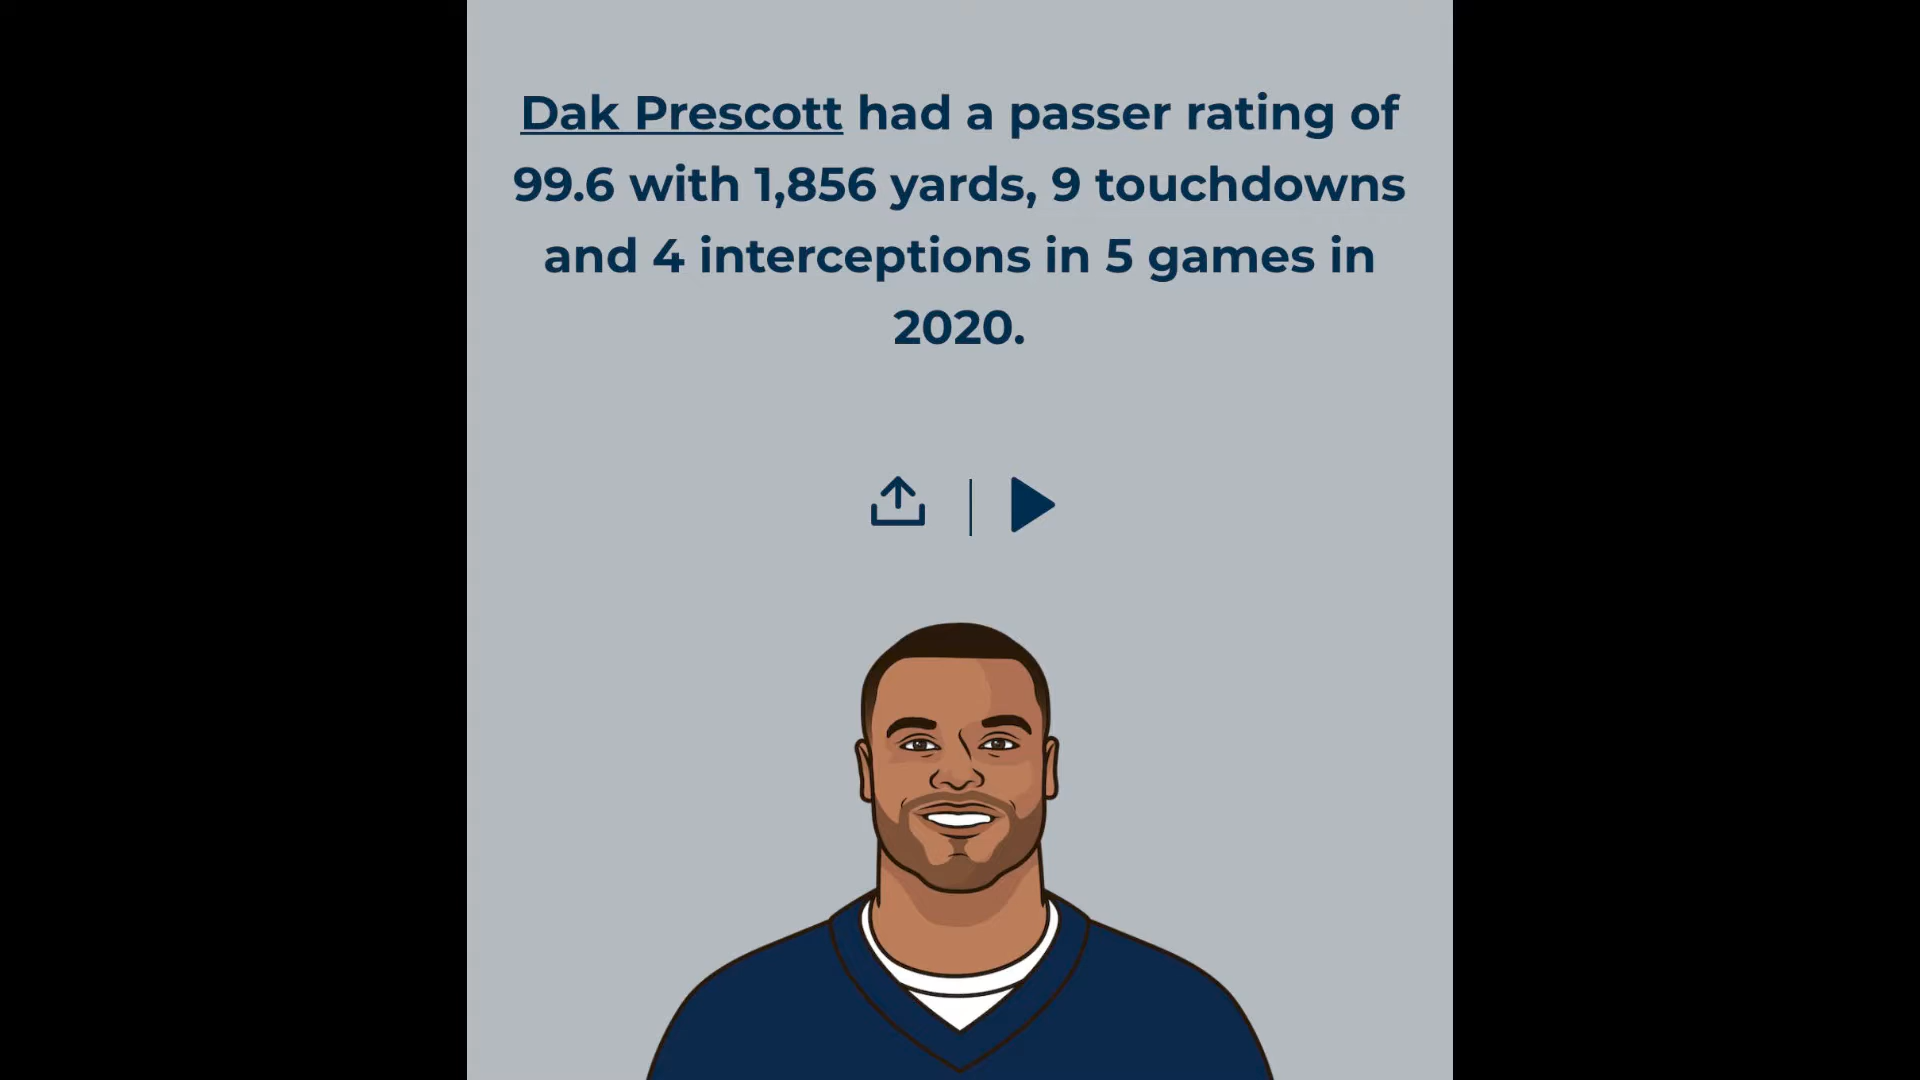 Dak Prescott had a passer rating of
99.6 with 1,856 yards, 9 touchdowns
and 4 interceptions in 5 games in
2020.